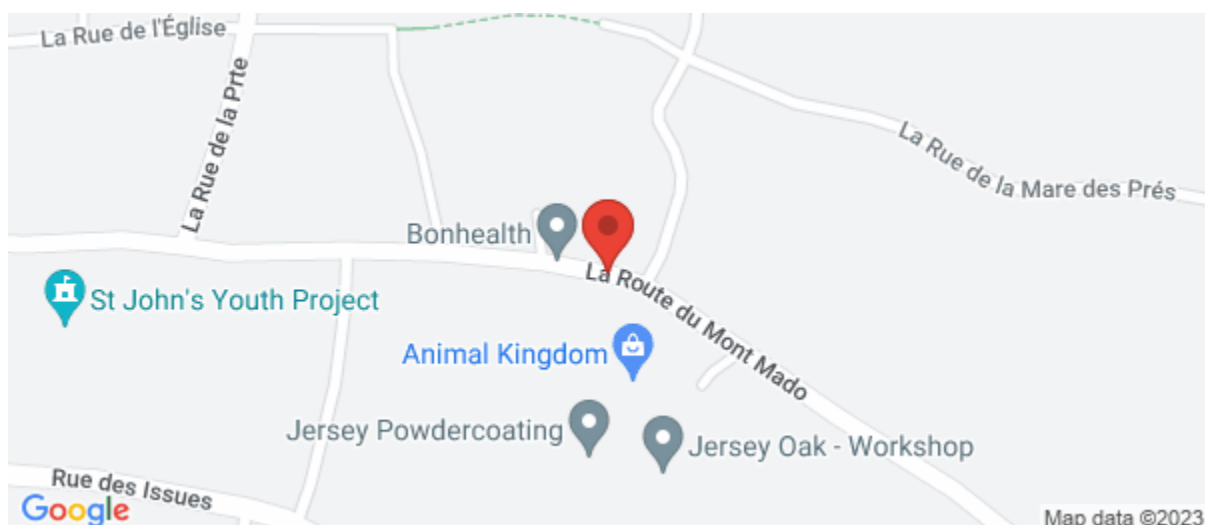 La Rue de l'Église
La Rue de la Prte
La Rue de la Mare des Prés
Bonhealth
La Route du Mont Mado
St John's Youth Project
Animal Kingdom
Jersey Powdercoating
Jersey Oak - Workshop
Rue des Issues
Google
Map data ©2023